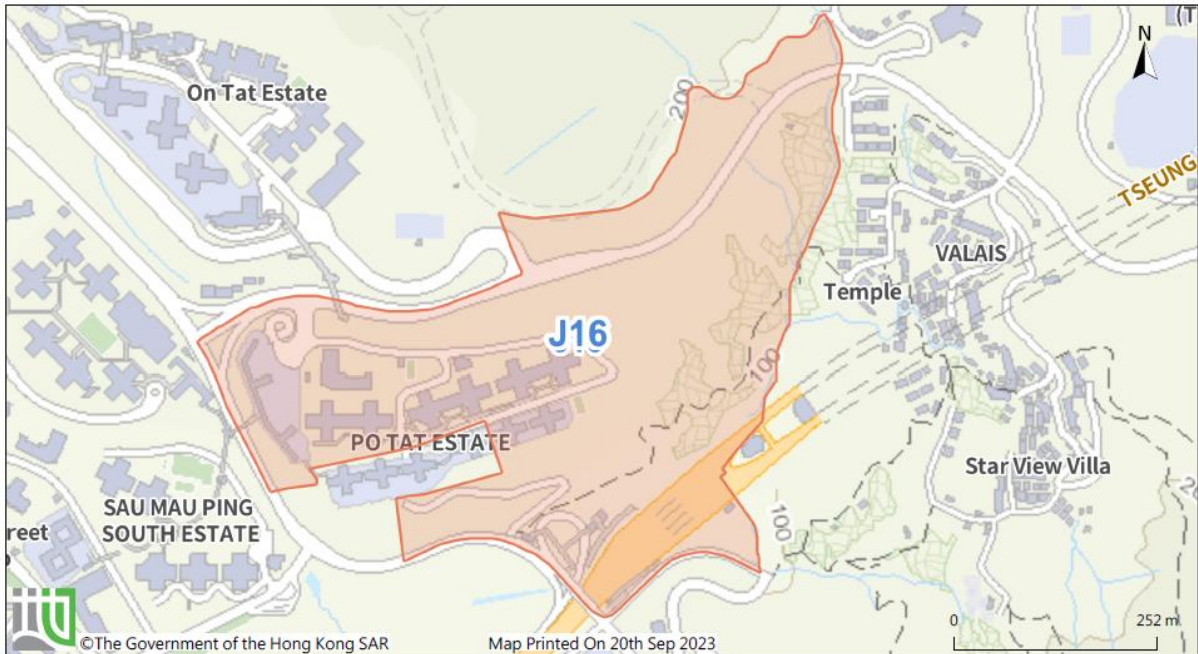 (T
N
200
On Tat Estate
TSEUNG
VALAIS
Temple
J16
100
PO TAT ESTATE
Star View Villa
SAU MAU PING
SOUTH ESTATE
reet
100
0 252 m
©The Government of the Hong Kong SAR Map Printed On 20th Sep 2023